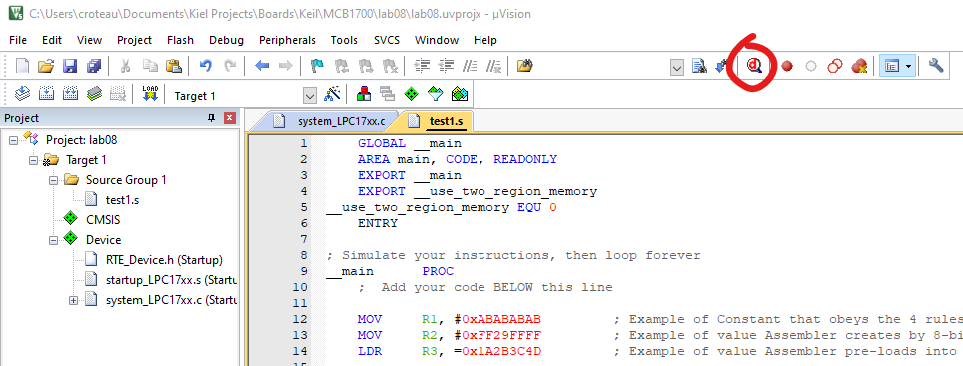 C:\Users\croteau\Documents\Kiel Projects\Boards\Keil\MCB1700\lab08\lab08.uvprojx - µVision
File Edit View Project Flash Debug Peripherals Tools SVCS Window Help
LOAD Target 1
Project
system_LPC17xx.c test1.s
Project: lab08
Target 1
Source Group 1
test1.s
CMSIS
Device
RTE_Device.h (Startup)
startup_LPC17xx.s (Startu
system_LPC17xx.c (Startu
1 GLOBAL __main
2 AREA main, CODE, READONLY
3 EXPORT __main
4 EXPORT __use_two_region_memory
5 __use_two_region_memory EQU 0
6 ENTRY
7
8 ; Simulate your instructions, then loop forever
9 __main PROC
10 ; Add your code BELOW this line
11
12 MOV R1, #0xABABABAB ; Example of Constant that obeys the 4 rules
13 MOV R2, #0xFF29FFFF ; Example of value Assembler creates by 8-bi
14 LDR R3, =0x1A2B3C4D ; Example of value Assembler pre-loads into